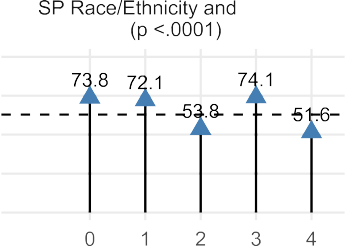 SP Race/Ethnicity and
(p <.0001)
73.8 72.1 53.8 74.1 51.6
0 1 2 3 4